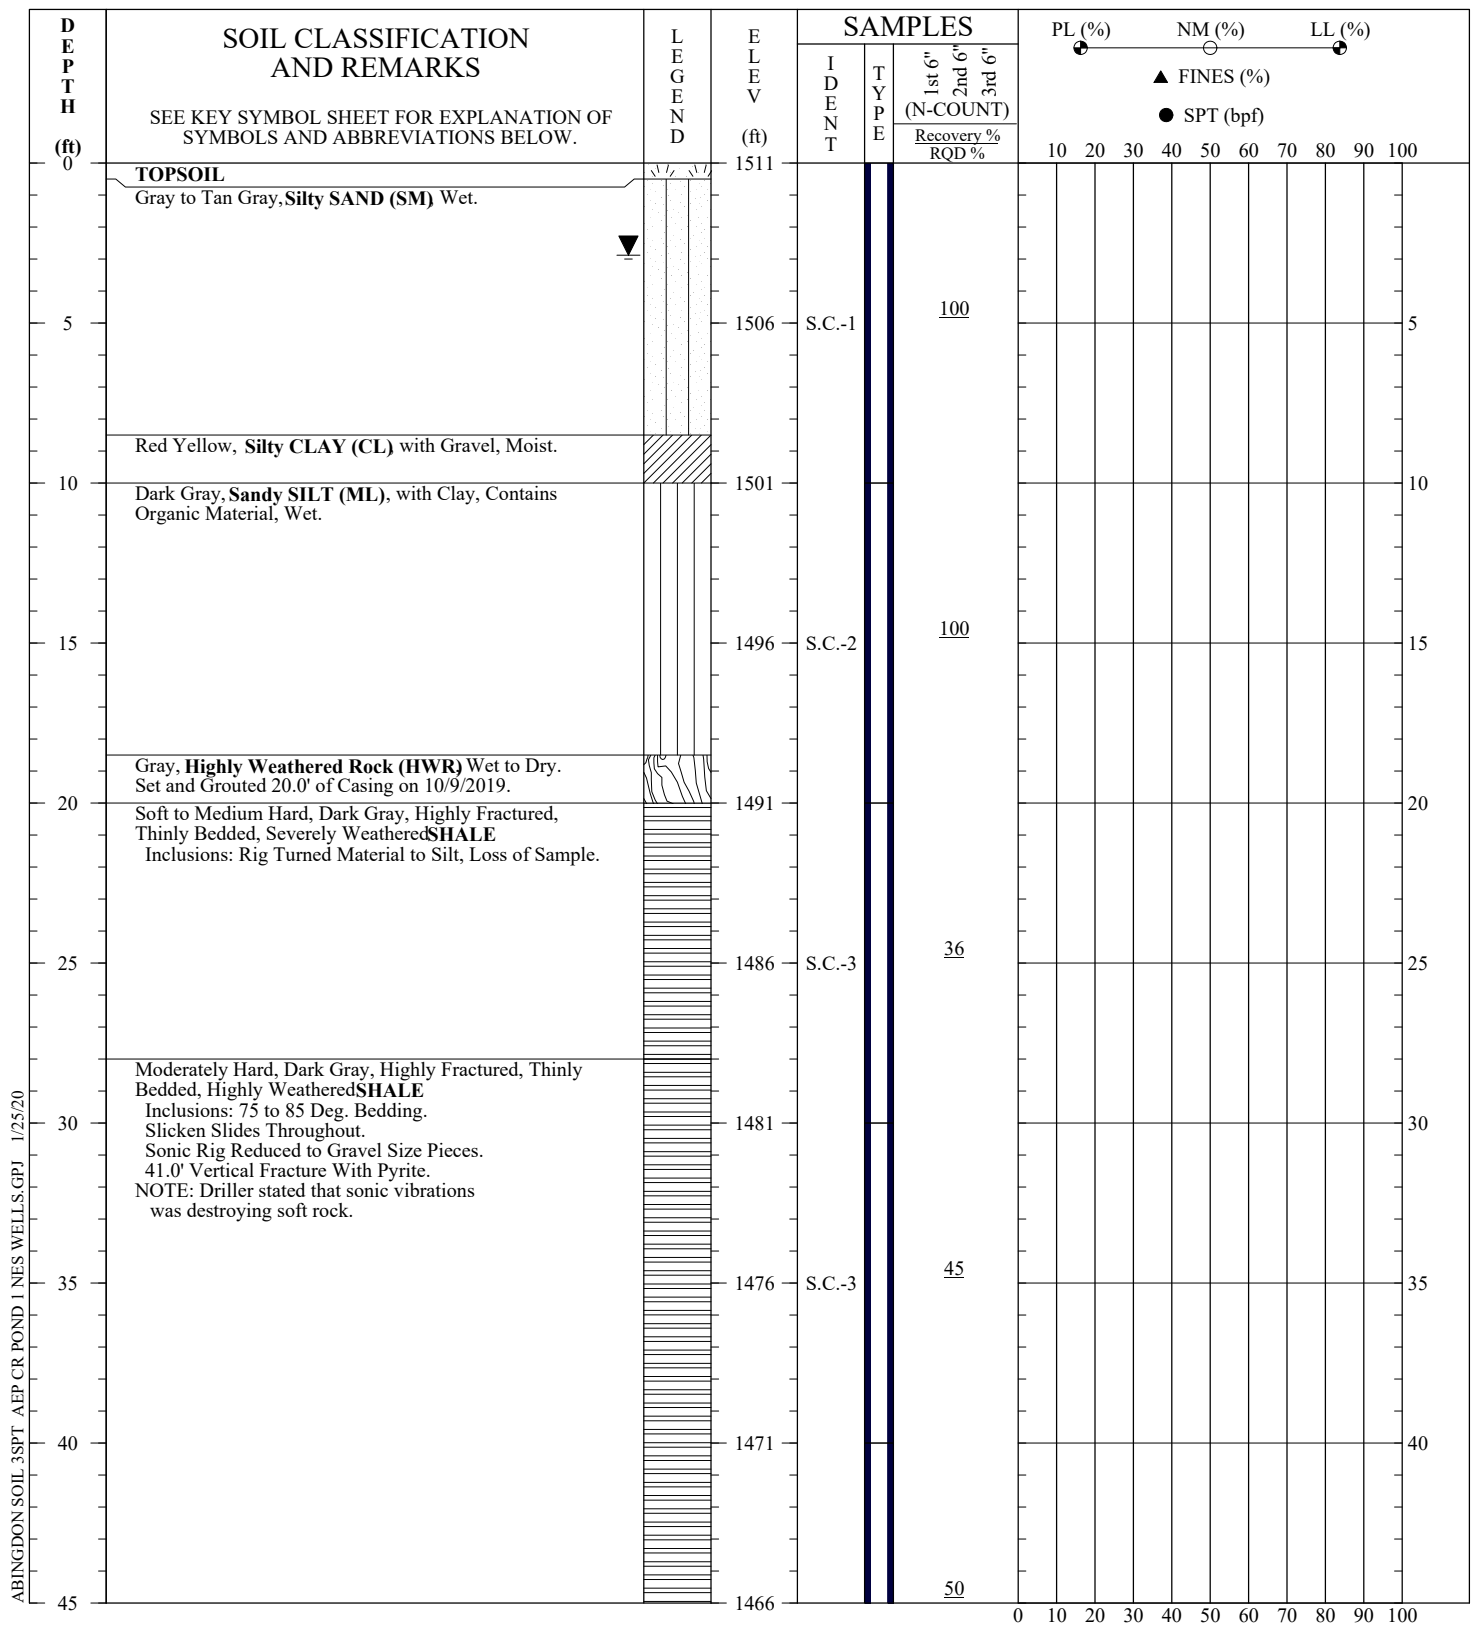 DEPTH
(ft)
SOIL CLASSIFICATION
AND REMARKS
SEE KEY SYMBOL SHEET FOR EXPLANATION OF
SYMBOLS AND ABBREVIATIONS BELOW.
LEGEND
ELEV
(ft)
SAMPLES
IDENT
TYPE
1st 6"
2nd 6"
3rd 6"
(N-COUNT)
Recovery %
RQD %
PL (%) NM (%) LL (%)
FINES (%)
SPT (bpf)
10 20 30 40 50 60 70 80 90 100
0 1511
TOPSOIL
Gray to Tan Gray, Silty SAND (SM), Wet.
100
5 1506 S.C.-1 5
Red Yellow, Silty CLAY (CL), with Gravel, Moist.
10 1501 10
Dark Gray, Sandy SILT (ML), with Clay, Contains
Organic Material, Wet.
100
15 1496 S.C.-2 15
Gray, Highly Weathered Rock (HWR), Wet to Dry.
Set and Grouted 20.0' of Casing on 10/9/2019.
20 1491 20
Soft to Medium Hard, Dark Gray, Highly Fractured,
Thinly Bedded, Severely Weathered SHALE
Inclusions: Rig Turned Material to Silt, Loss of Sample.
36
25 1486 S.C.-3 25
Moderately Hard, Dark Gray, Highly Fractured, Thinly
Bedded, Highly Weathered SHALE
Inclusions: 75 to 85 Deg. Bedding.
30 1481 30
Slicken Slides Throughout.
Sonic Rig Reduced to Gravel Size Pieces.
41.0' Vertical Fracture With Pyrite.
NOTE: Driller stated that sonic vibrations
was destroying soft rock.
45
35 1476 S.C.-3 35
40 1471 40
50
45 1466
0 10 20 30 40 50 60 70 80 90 100
ABINGDON SOIL 3SPT AEP CR POND 1 NES WELLS.GPJ 1/25/20